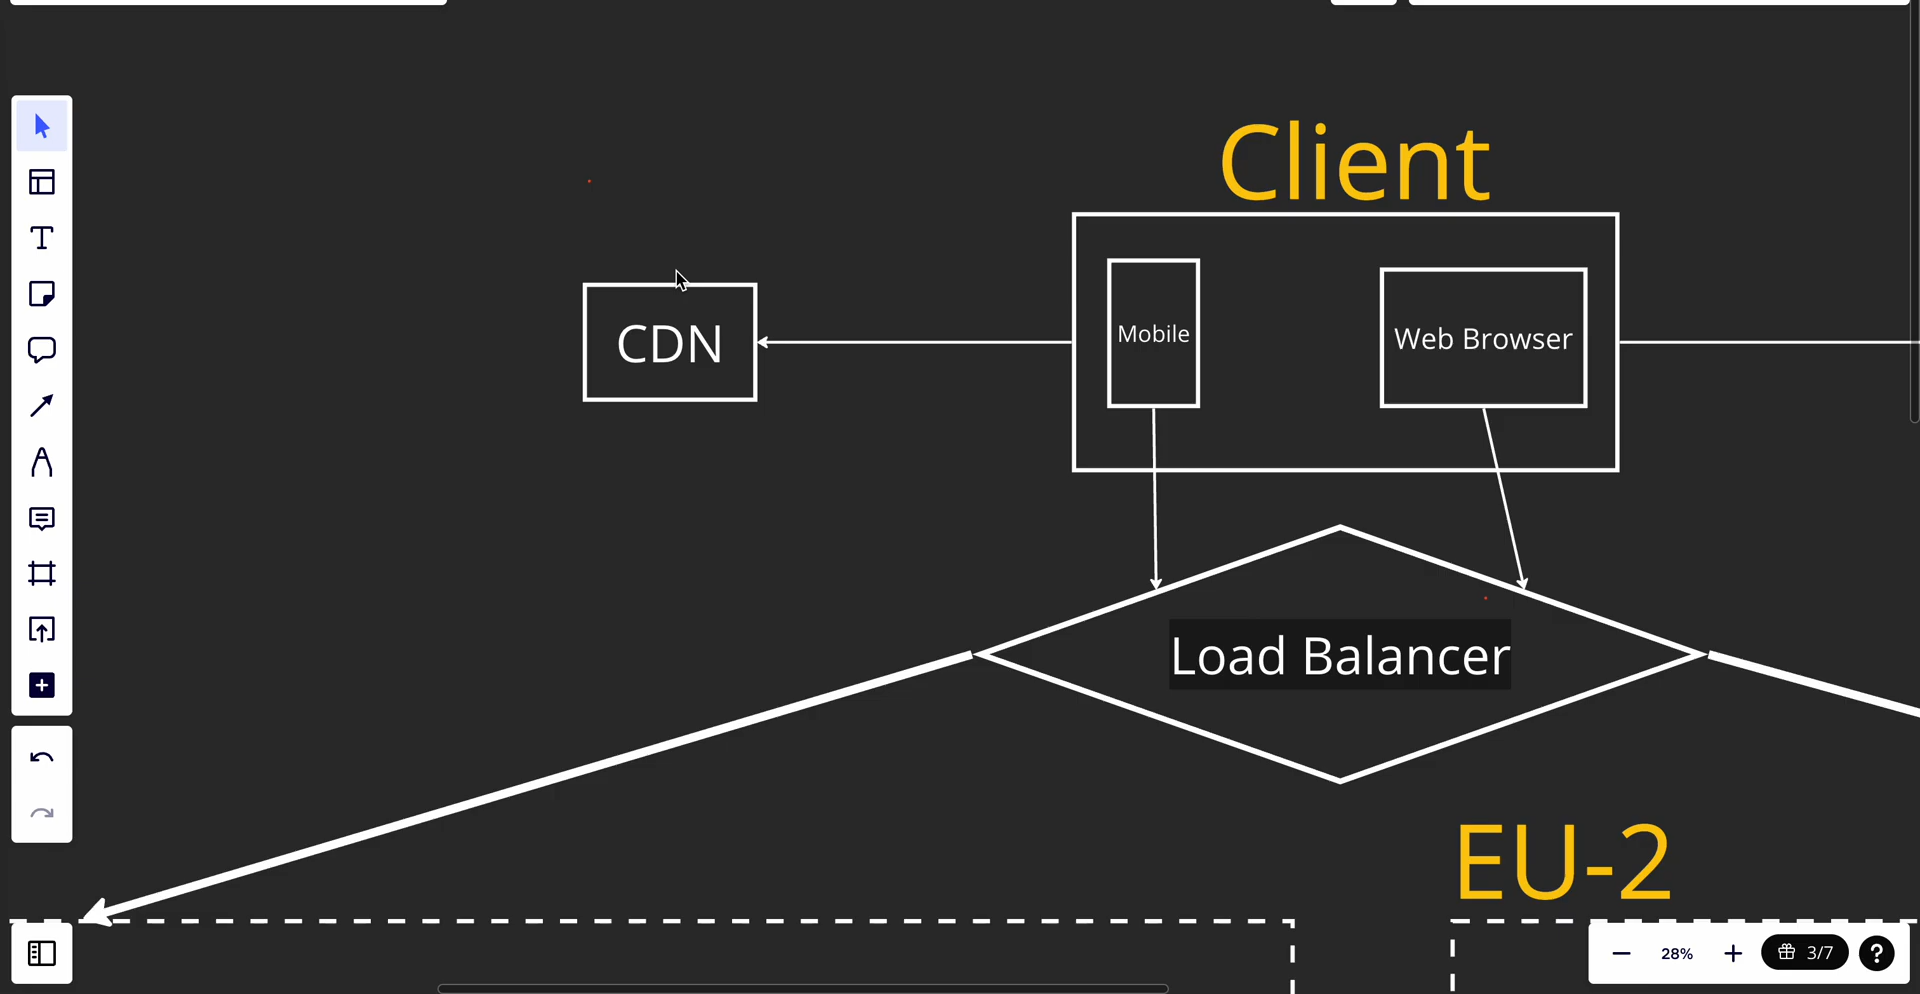 Client
CDN
Mobile
Web Browser
Load Balancer
EU-2
28%
3/7
?